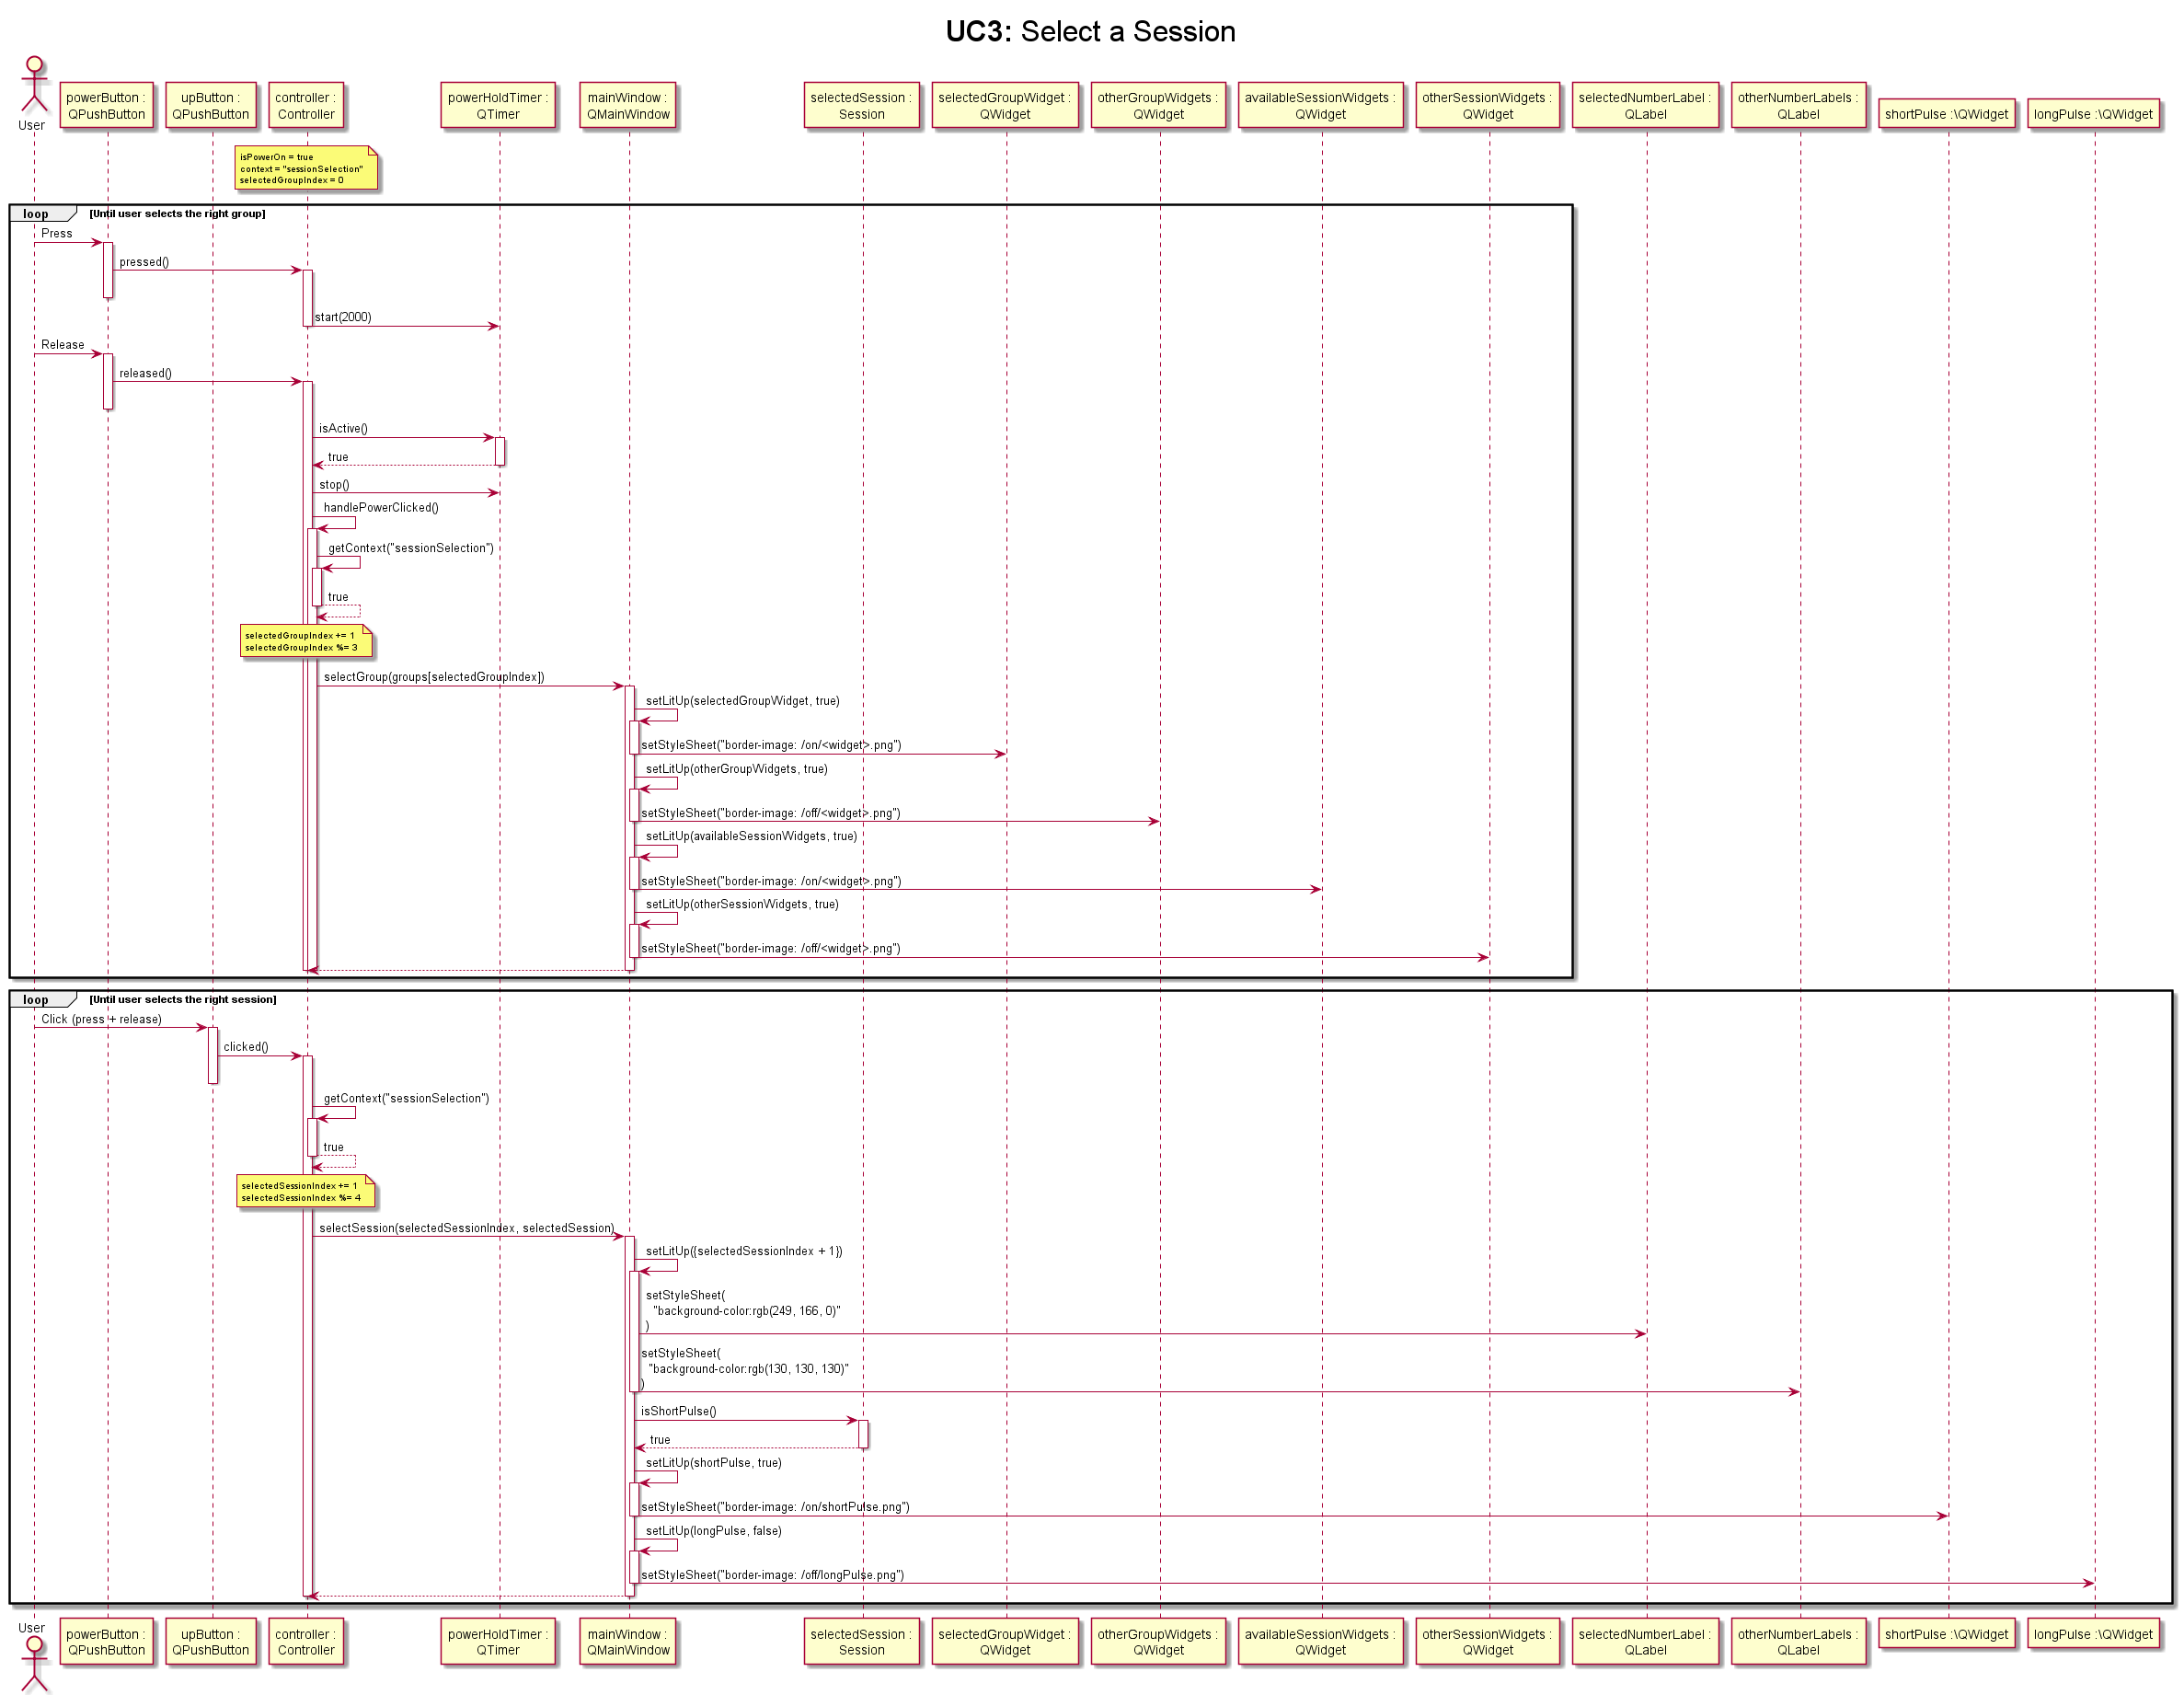 UC3: Select a Session
User
powerButton :
QPushButton
upButton :
QPushButton
controller :
Controller
powerHoldTimer :
QTimer
mainWindow :
QMainWindow
selectedSession :
Session
selectedGroupWidget :
QWidget
otherGroupWidgets :
QWidget
availableSessionWidgets :
QWidget
otherSessionWidgets :
QWidget
selectedNumberLabel :
QLabel
otherNumberLabels :
QLabel
shortPulse :\QWidget
longPulse :\QWidget
isPowerOn = true
context = "sessionSelection"
selectedGroupIndex = 0
loop [Until user selects the right group]
Press
pressed()
start(2000)
Release
released()
isActive()
true
stop()
handlePowerClicked()
getContext("sessionSelection")
true
selectedGroupIndex += 1
selectedGroupIndex %= 3
selectGroup(groups[selectedGroupIndex])
setLitUp(selectedGroupWidget, true)
setStyleSheet("border-image: /on/<widget>.png")
setLitUp(otherGroupWidgets, true)
setStyleSheet("border-image: /off/<widget>.png")
setLitUp(availableSessionWidgets, true)
setStyleSheet("border-image: /on/<widget>.png")
setLitUp(otherSessionWidgets, true)
setStyleSheet("border-image: /off/<widget>.png")
loop [Until user selects the right session]
Click (press + release)
clicked()
getContext("sessionSelection")
true
selectedSessionIndex += 1
selectedSessionIndex %= 4
selectSession(selectedSessionIndex, selectedSession)
setLitUp({selectedSessionIndex + 1})
setStyleSheet(
"background-color:rgb(249, 166, 0)"
)
setStyleSheet(
"background-color:rgb(130, 130, 130)"
)
isShortPulse()
true
setLitUp(shortPulse, true)
setStyleSheet("border-image: /on/shortPulse.png")
setLitUp(longPulse, false)
setStyleSheet("border-image: /off/longPulse.png")
User
powerButton :
QPushButton
upButton :
QPushButton
controller :
Controller
powerHoldTimer :
QTimer
mainWindow :
QMainWindow
selectedSession :
Session
selectedGroupWidget :
QWidget
otherGroupWidgets :
QWidget
availableSessionWidgets :
QWidget
otherSessionWidgets :
QWidget
selectedNumberLabel :
QLabel
otherNumberLabels :
QLabel
shortPulse :\QWidget
longPulse :\QWidget